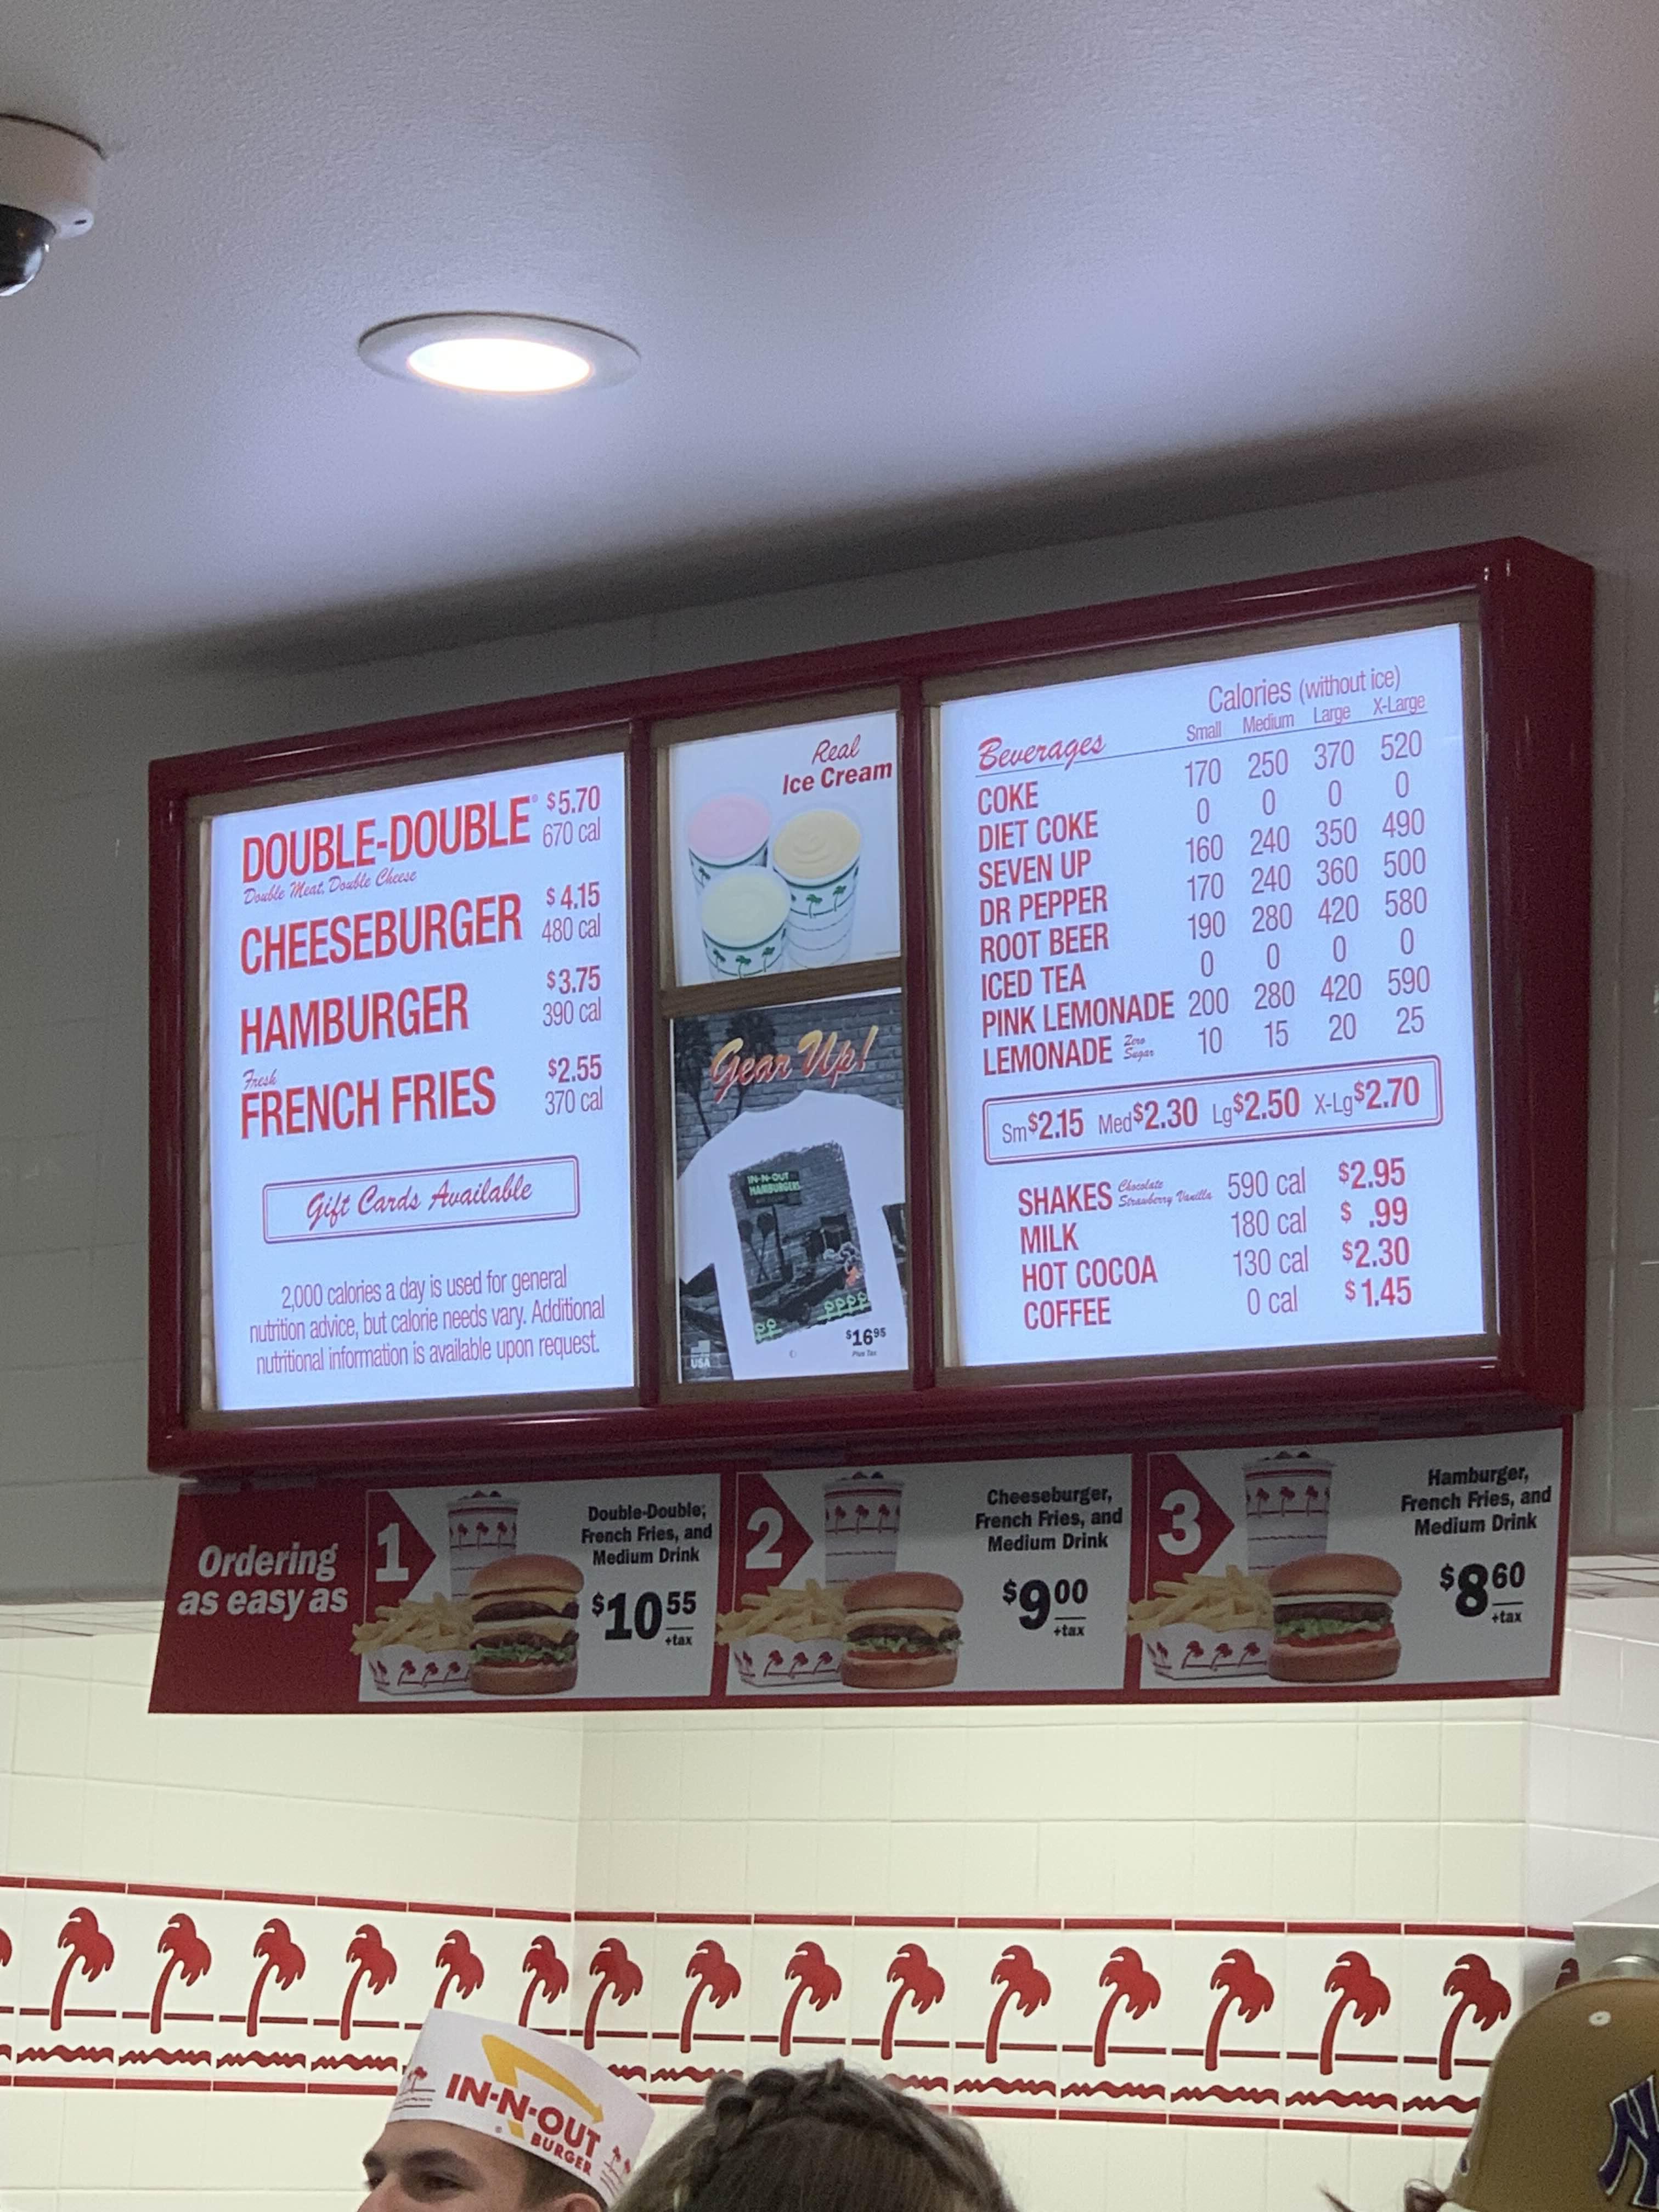 DOUBLE-DOUBLE® $5.70
Double Meat, Double Cheese 670 cal
CHEESEBURGER $4.15
480 cal
HAMBURGER $3.75
390 cal
Fresh
FRENCH FRIES $2.55
370 cal
Gift Cards Available
2,000 calories a day is used for general
nutrition advice, but calorie needs vary. Additional
nutritional information is available upon request.
Real
Ice Cream
Gear Up!
IN-N-OUT
HAMBURGERS
$16.95
Plus Tax
USA
Calories (without ice)
Beverages Small Medium Large X-Large
COKE 170 250 370 520
DIET COKE 0 0 0 0
SEVEN UP 160 240 350 490
DR PEPPER 170 240 360 500
ROOT BEER 190 280 420 580
ICED TEA 0 0 0 0
PINK LEMONADE 200 280 420 590
LEMONADE Zero Sugar 10 15 20 25
Sm $2.15 Med $2.30 Lg $2.50 X-Lg $2.70
SHAKES Chocolate Strawberry Vanilla 590 cal $2.95
MILK 180 cal $ .99
HOT COCOA 130 cal $2.30
COFFEE 0 cal $1.45
Ordering
as easy as
1
Double-Double,
French Fries, and
Medium Drink
$10 55
+tax
2
Cheeseburger,
French Fries, and
Medium Drink
$9 00
+tax
3
Hamburger,
French Fries, and
Medium Drink
$8 60
+tax
IN-N-OUT
BURGER
NY